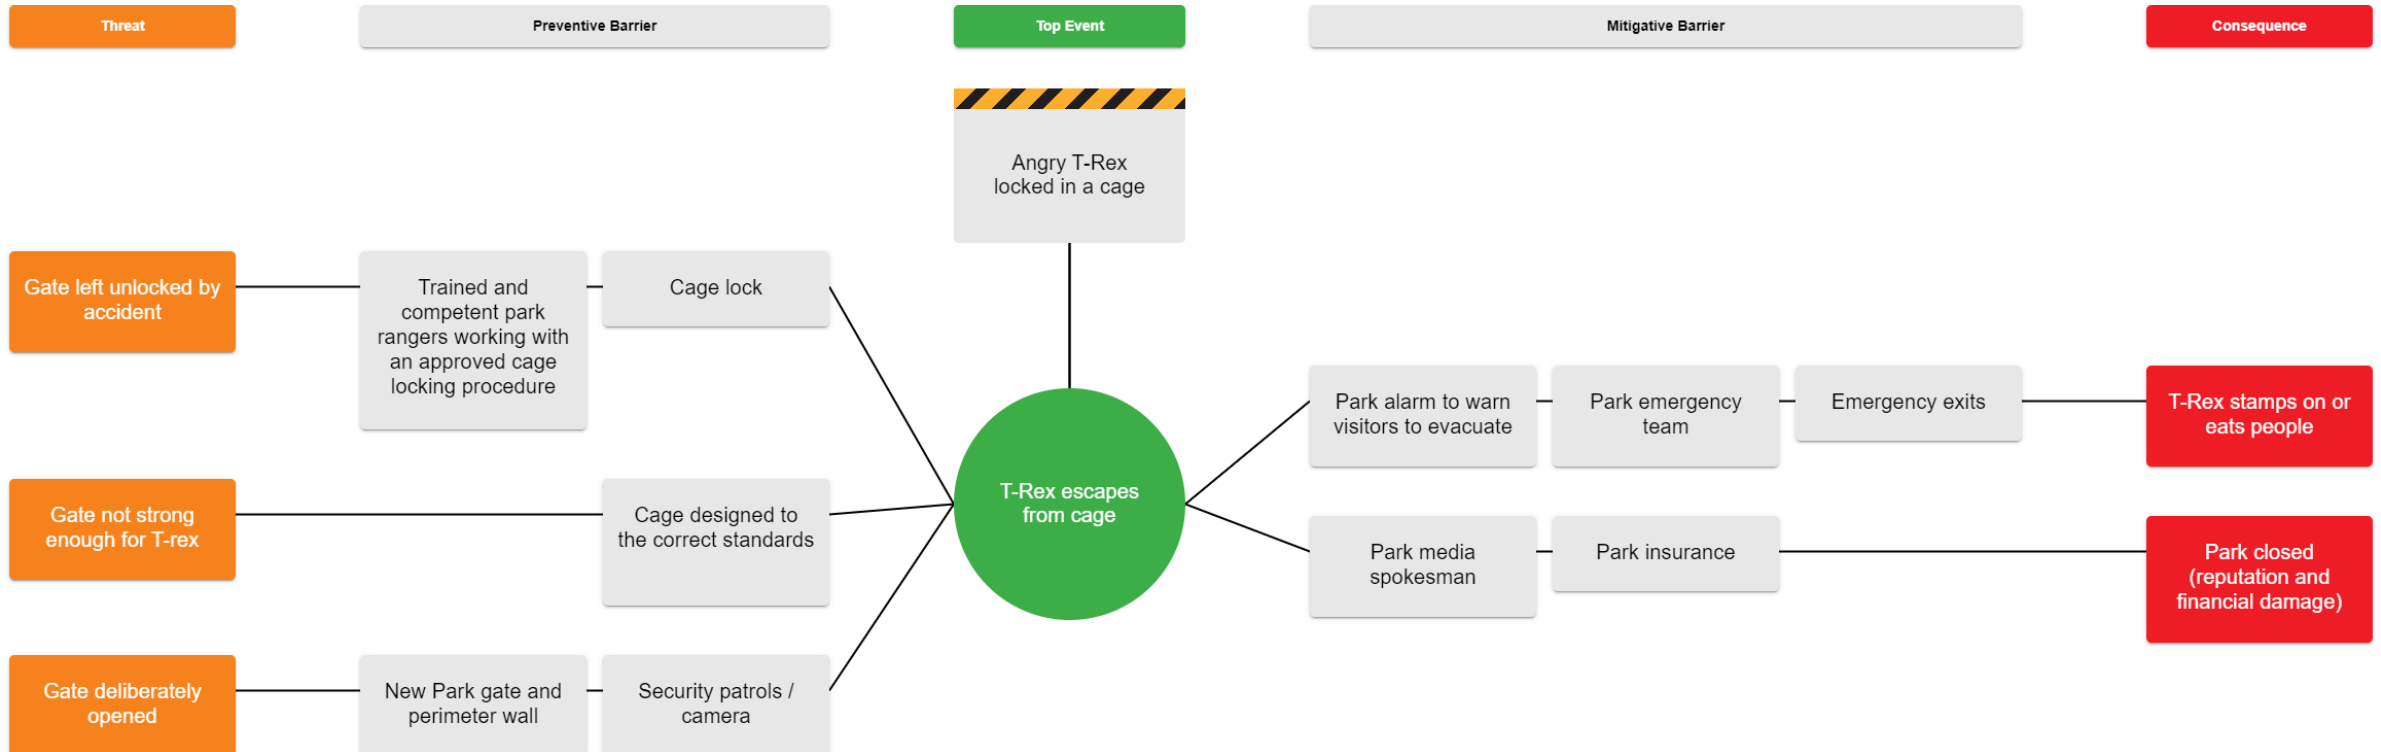 Threat
Preventive Barrier
Top Event
Mitigative Barrier
Consequence
Angry T-Rex
locked in a cage
Gate left unlocked by
accident
Trained and
competent park
rangers working with
an approved cage
locking procedure
Cage lock
Gate not strong
enough for T-rex
Cage designed to
the correct standards
Gate deliberately
opened
New Park gate and
perimeter wall
Security patrols /
camera
T-Rex escapes
from cage
Park alarm to warn
visitors to evacuate
Park emergency
team
Emergency exits
T-Rex stamps on or
eats people
Park media
spokesman
Park insurance
Park closed
(reputation and
financial damage)